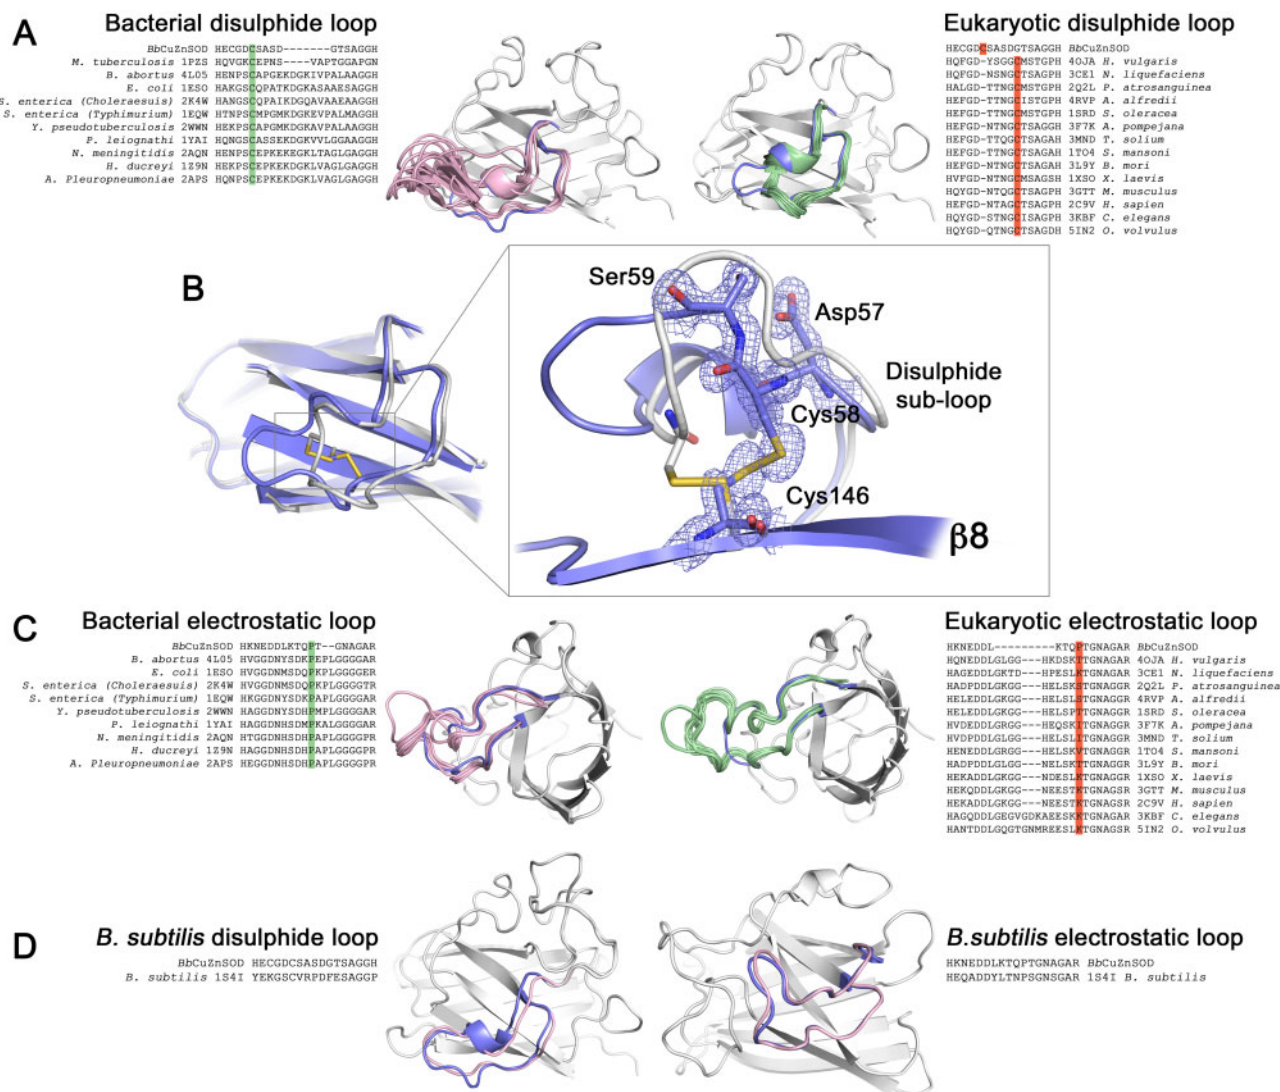 A
Bacterial disulphide loop
BbCuZnSOD HECGDCSASD-------GTSAGGH
M. tuberculosis 1PZS HQVGKCEPNS----VAPTGGAPGN
B. abortus 4L05 HENPSCAPGEKDGKIVPALAAGGH
E. coli 1ESO HAKGSCQPATKDGKASAAESAGGH
S. enterica (Choleraesuis) 2K4W HANGSCQPAIKDGQAVAAEAAGGH
S. enterica (Typhimurium) 1EQW HTNPSCMPGMKDGKEVPALMAGGH
Y. pseudotuberculosis 2WWN HEKPSCAPGMKDGKAVPALAAGGH
P. leiognathi 1YAI HQNGSCASSEKDGKVVLGGAAGGH
N. meningitidis 2AQN HENPSCEPKEKEGKLTAGLGAGGH
H. ducreyi 1Z9N HENPSCEPKEKDGKLVAGLGAGGH
A. Pleuropneumoniae 2APS HQNPSCEPKEKDGKLVAGLGAGGH
Eukaryotic disulphide loop
HECGDCSASDGTSAGGH BbCuZnSOD
HQFGD-YSGGCMSTGPH 4OJA H. vulgaris
HQFGD-NSNGCTSAGPH 3CE1 N. liquefaciens
HALGD-TTNGCMSTGPH 2Q2L P. atrosanguinea
HEFGD-TTNGCISTGPH 4RVP A. alfredii
HEFGD-TTNGCMSTGPH 1SRD S. oleracea
HEFGD-NTNGCTSAGGH 3F7K A. pompejana
HEFGD-TTQGCTSAGPH 3MND T. solium
HEFGD-TTNGCTSAGAH 1TO4 S. mansoni
HEFGD-NTNGCTSAGAH 3L9Y B. mori
HVFGD-NTNGCMSAGSH 1XSO X. laevis
HQYGD-NTQGCTSAGPH 3GTT M. musculus
HEFGD-NTAGCTSAGPH 2C9V H. sapien
HQYGD-STNGCISAGPH 3KBF C. elegans
HQYGD-QTNGCTSAGDH 5IN2 O. volvulus
B
Ser59
Asp57
Disulphide
sub-loop
Cys58
Cys146
β8
C
Bacterial electrostatic loop
BbCuZnSOD HKNEDDLKTQPT--GNAGAR
B. abortus 4L05 HVGGDNYSDKPEPLGGGGAR
E. coli 1ESO HVGGDNMSDQPKPLGGGGER
S. enterica (Choleraesuis) 2K4W HVGGDNMSDQPKPLGGGGTR
S. enterica (Typhimurium) 1EQW HKGGDNYSDKPAPLGGGGAR
Y. pseudotuberculosis 2WWN HAGGDNYSDHPMPLGGGGAR
P. leiognathi 1YAI HAGGDNHSDMPKALGGGGAR
N. meningitidis 2AQN HTGGDNHSDHPAPLGGGGPR
H. ducreyi 1Z9N HAGGDNHSDHPAPLGGGGPR
A. Pleuropneumoniae 2APS HEGGDNHSDHPAPLGGGGPR
Eukaryotic electrostatic loop
HKNEDDL---------KTQPTGNAGAR BbCuZnSOD
HQNEDDLGLGG---HKDSKTTGNAGAR 4OJA H. vulgaris
HAGEDDLGKTD---HPESLKTGNAGAR 3CE1 N. liquefaciens
HADPDDLGKGG---HELSKSTGNAGAR 2Q2L P. atrosanguinea
HELEDDLGKGG---HELSLSTGNAGAR 4RVP A. alfredii
HELEDDLGKGG---HELSPTTGNAGAR 1SRD S. oleracea
HVDEDDLGRGG---HEQSKITGNAGAR 3F7K A. pompejana
HVDPDDLGLGG---HELSLITGNAGAR 3MND T. solium
HENEDDLGRGG---HELSKVTGNAGAR 1TO4 S. mansoni
HADPDDLGLGG---HELSKTTGNAGAR 3L9Y B. mori
HEKADDLGKGG---NDESLKTGNAGAR 1XSO X. laevis
HEKQDDLGKGG---NEESTKTGNAGSR 3GTT M. musculus
HEKADDLGKGG---NEESTKTGNAGSR 2C9V H. sapien
HAGQDDLGEGVGDKAEESKKTGNAGAR 3KBF C. elegans
HANTDDLGQGTGNMREESLKTGNAGSR 5IN2 O. volvulus
D
B. subtilis disulphide loop
BbCuZnSOD HECGDCSASDGTSAGGH
B. subtilis 1S4I YEKGSCVRPDFESAGGP
B.subtilis electrostatic loop
HKNEDDLKTQPTGNAGAR BbCuZnSOD
HEQADDYLTNPSGNSGAR 1S4I B. subtilis